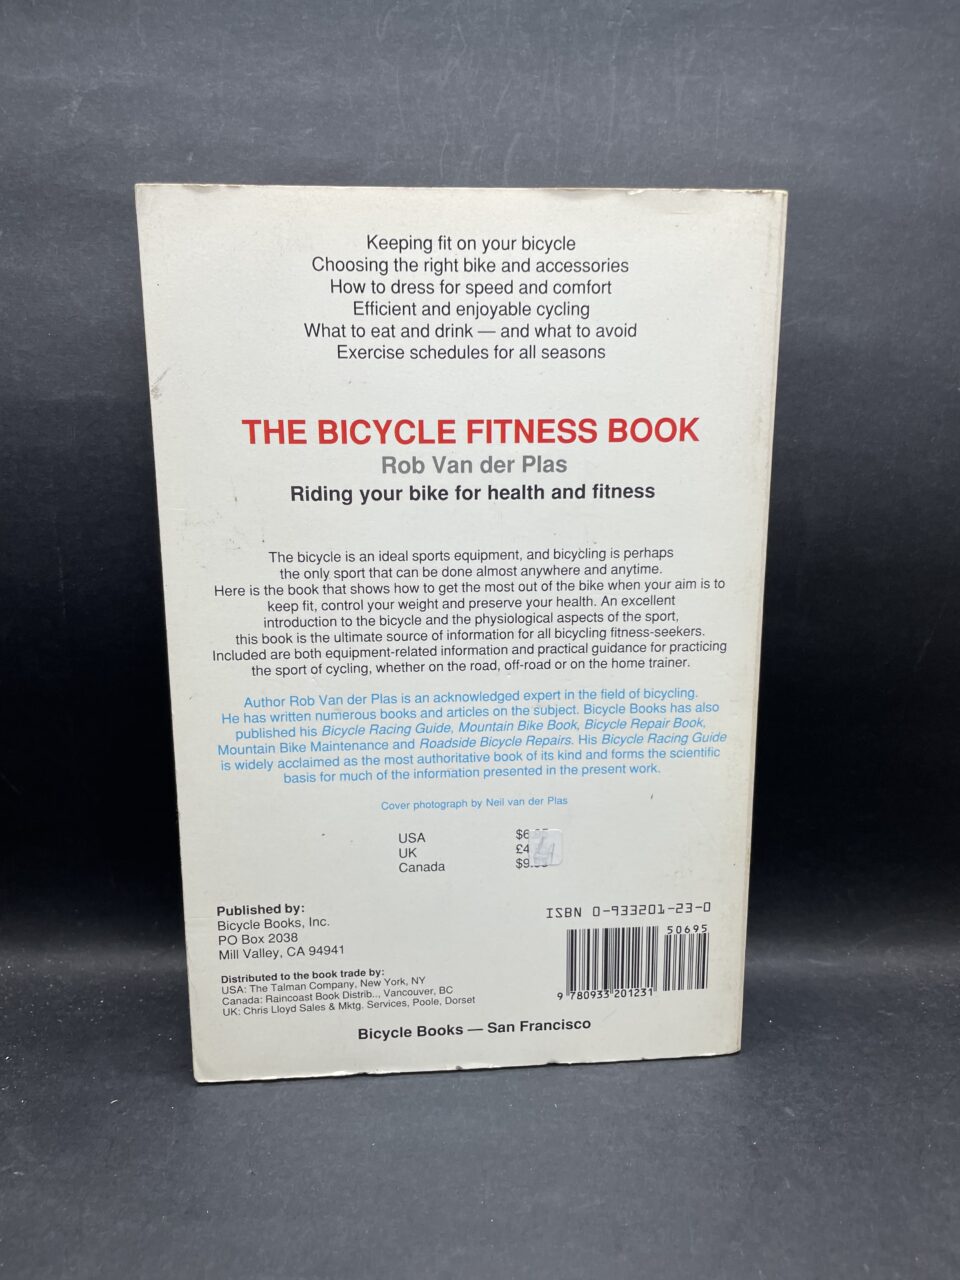 Keeping fit on your bicycle
Choosing the right bike and accessories
How to dress for speed and comfort
Efficient and enjoyable cycling
What to eat and drink — and what to avoid
Exercise schedules for all seasons
THE BICYCLE FITNESS BOOK
Rob Van der Plas
Riding your bike for health and fitness
The bicycle is an ideal sports equipment, and bicycling is perhaps
the only sport that can be done almost anywhere and anytime.
Here is the book that shows how to get the most out of the bike when your aim is to
keep fit, control your weight and preserve your health. An excellent
introduction to the bicycle and the physiological aspects of the sport,
this book is the ultimate source of information for all bicycling fitness-seekers.
Included are both equipment-related information and practical guidance for practicing
the sport of cycling, whether on the road, off-road or on the home trainer.
Author Rob Van der Plas is an acknowledged expert in the field of bicycling.
He has written numerous books and articles on the subject. Bicycle Books has also
published his Bicycle Racing Guide, Mountain Bike Book, Bicycle Repair Book,
Mountain Bike Maintenance and Roadside Bicycle Repairs. His Bicycle Racing Guide
is widely acclaimed as the most authoritative book of its kind and forms the scientific
basis for much of the information presented in the present work.
Cover photograph by Neil van der Plas
USA
UK
Canada
Published by:
Bicycle Books, Inc.
PO Box 2038
Mill Valley, CA 94941
Distributed to the book trade by:
USA: The Talman Company, New York, NY
Canada: Raincoast Book Distrib.., Vancouver, BC
UK: Chris Lloyd Sales & Mktg. Services, Poole, Dorset
Bicycle Books — San Francisco
ISBN 0-933201-23-0
50695
9 780933 201231